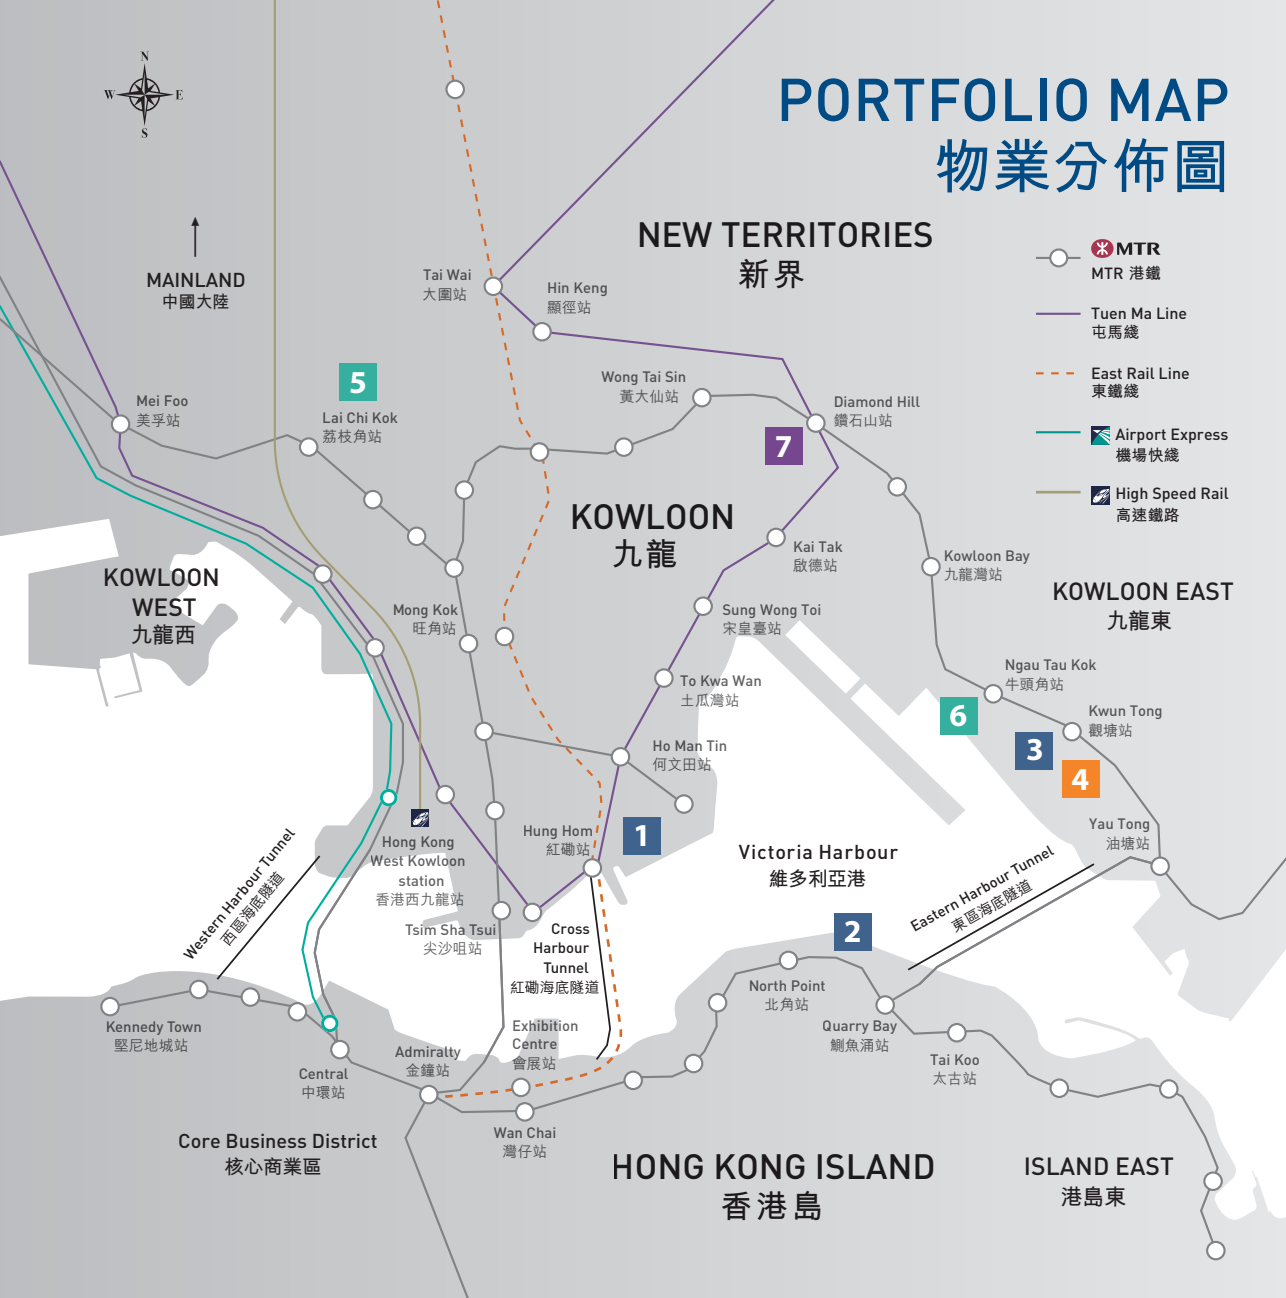 N
W
E
S
PORTFOLIO MAP
物業分佈圖
MAINLAND
中國大陸
NEW TERRITORIES
新界
MTR
MTR 港鐵
Tuen Ma Line
屯馬綫
East Rail Line
東鐵綫
Airport Express
機場快綫
High Speed Rail
高速鐵路
Tai Wai
大圍站
Hin Keng
顯徑站
Wong Tai Sin
黃大仙站
Diamond Hill
鑽石山站
5
Mei Foo
美孚站
Lai Chi Kok
荔枝角站
7
KOWLOON
九龍
Kai Tak
啟德站
Kowloon Bay
九龍灣站
KOWLOON
WEST
九龍西
KOWLOON EAST
九龍東
Mong Kok
旺角站
Sung Wong Toi
宋皇臺站
To Kwa Wan
土瓜灣站
Ngau Tau Kok
牛頭角站
6
Kwun Tong
觀塘站
3
4
Ho Man Tin
何文田站
Hung Hom
紅磡站
1
Yau Tong
油塘站
Hong Kong
West Kowloon
station
香港西九龍站
Western Harbour Tunnel
西區海底隧道
Victoria Harbour
維多利亞港
Eastern Harbour Tunnel
東區海底隧道
Tsim Sha Tsui
尖沙咀站
Cross
Harbour
Tunnel
紅磡海底隧道
2
North Point
北角站
Quarry Bay
鰂魚涌站
Tai Koo
太古站
Kennedy Town
堅尼地城站
Central
中環站
Admiralty
金鐘站
Exhibition
Centre
會展站
Wan Chai
灣仔站
Core Business District
核心商業區
HONG KONG ISLAND
香港島
ISLAND EAST
港島東